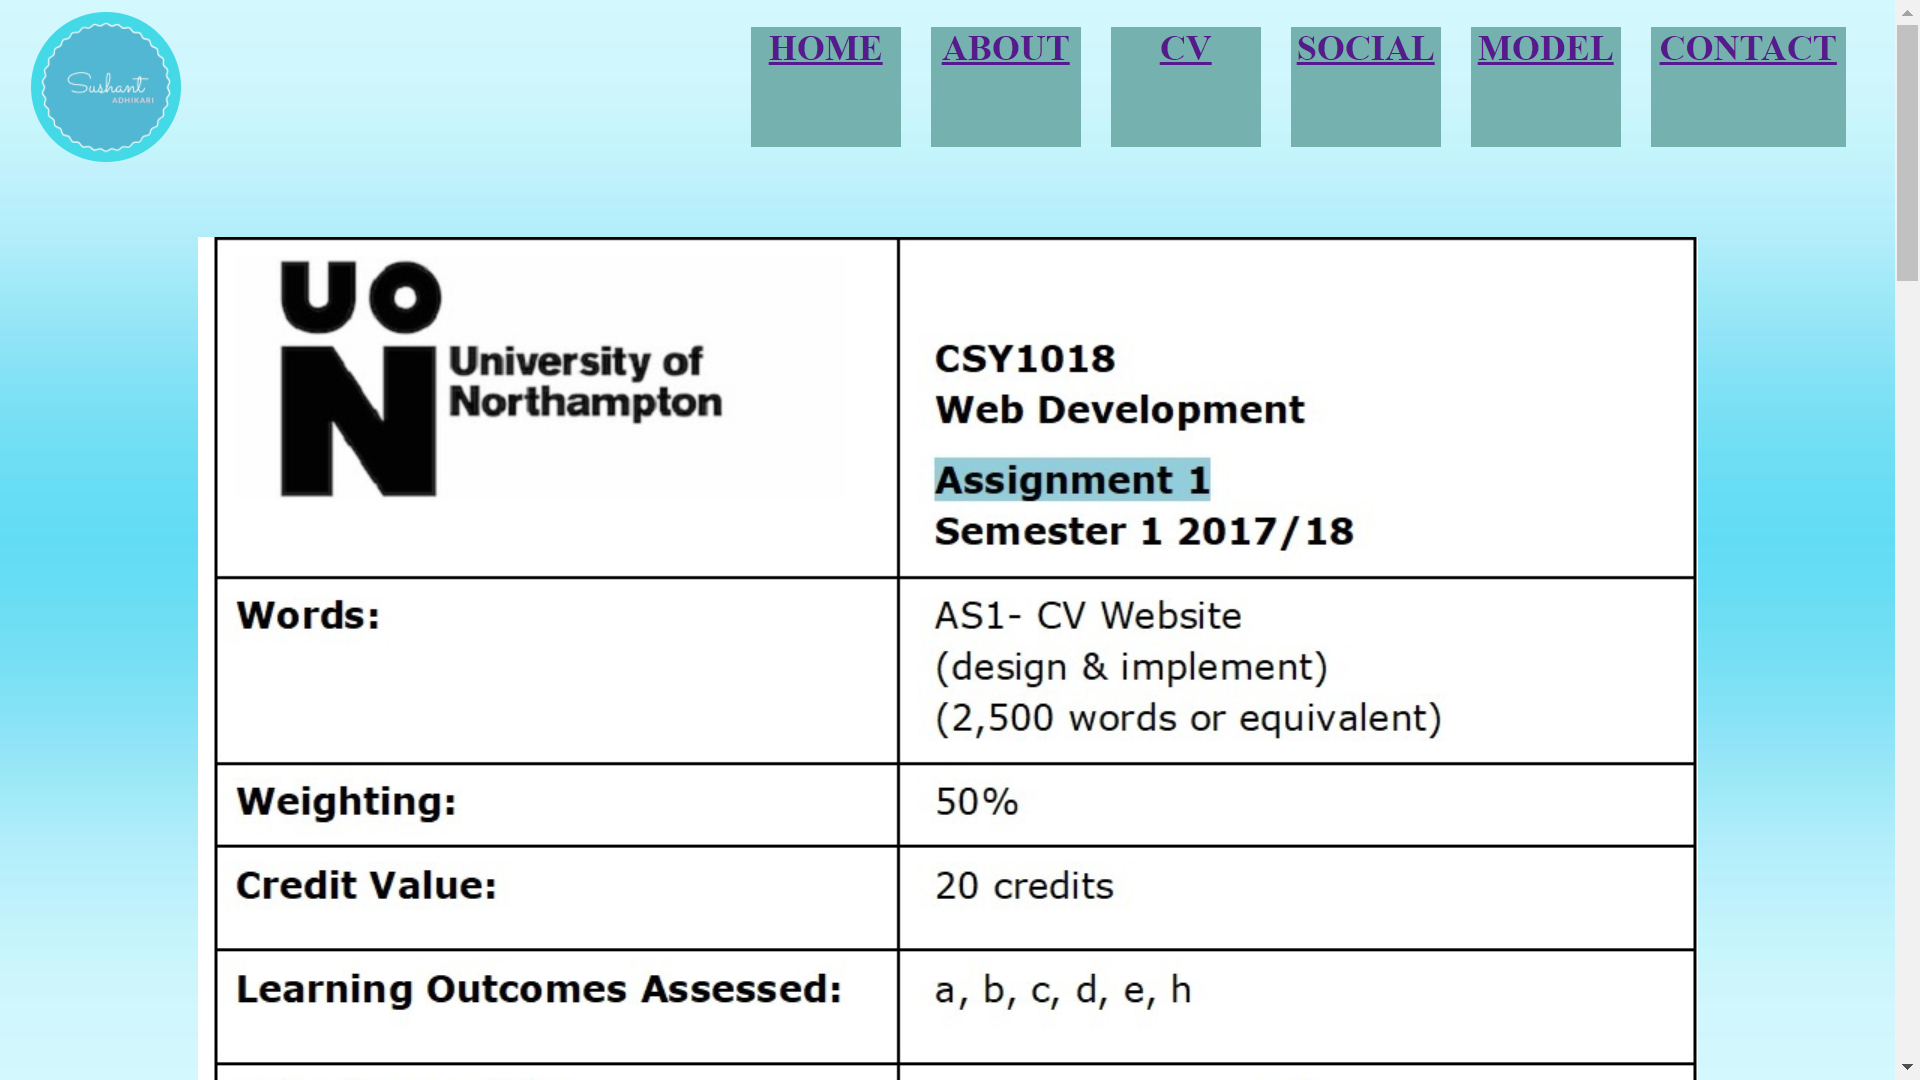 Sushant
ADHIKARI
HOME ABOUT CV SOCIAL MODEL CONTACT
UO
N University of
Northampton
CSY1018
Web Development
Assignment 1
Semester 1 2017/18
Words: AS1- CV Website
(design & implement)
(2,500 words or equivalent)
Weighting: 50%
Credit Value: 20 credits
Learning Outcomes Assessed: a, b, c, d, e, h